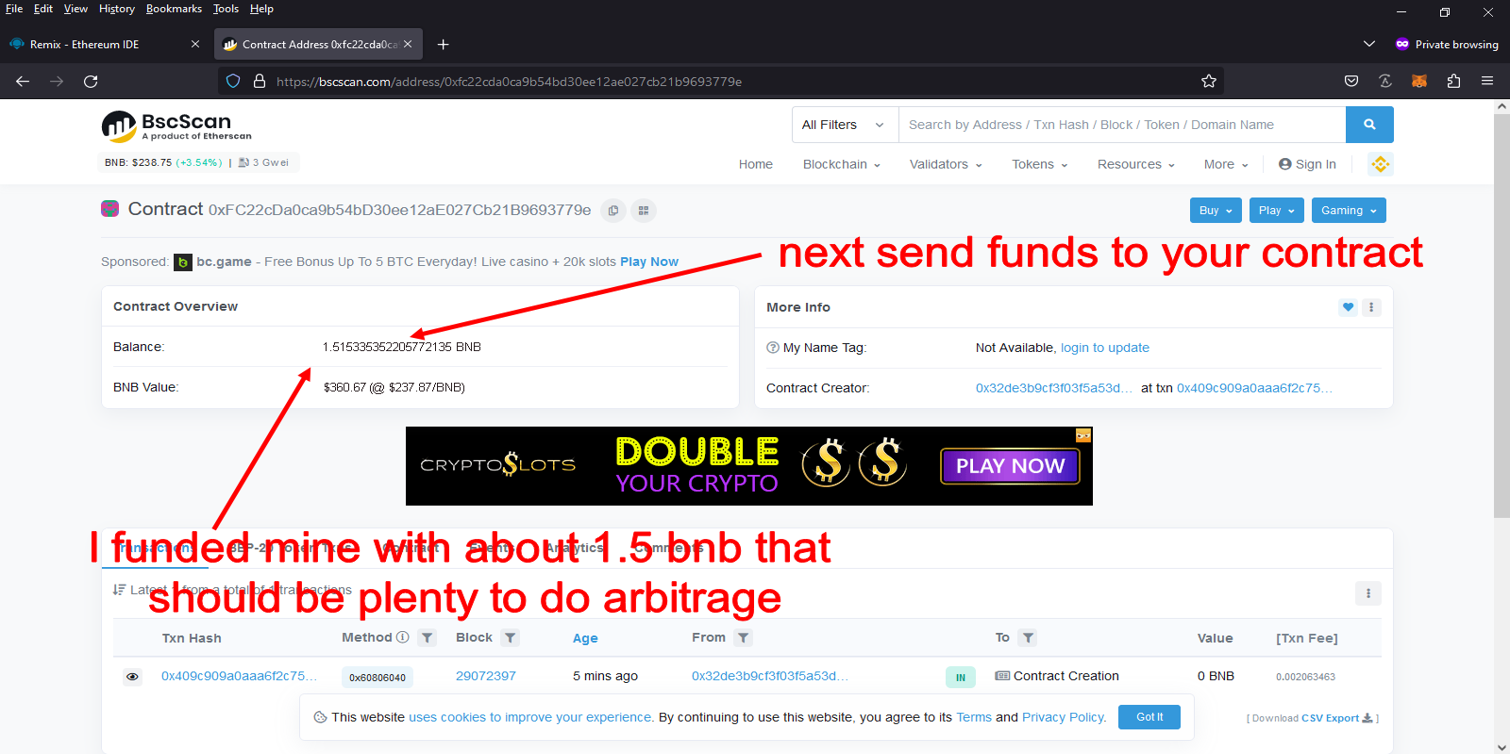 File Edit View History Bookmarks Tools Help
Remix - Ethereum IDE
Contract Address 0xfc22cda0ca
Private browsing
https://bscscan.com/address/0xfc22cda0ca9b54bd30ee12ae027cb21b9693779e
BscScan
A product of Etherscan
All Filters
Search by Address / Txn Hash / Block / Token / Domain Name
BNB: $238.75 (+3.54%) | 3 Gwei
Home Blockchain Validators Tokens Resources More Sign In
Contract 0xFC22cDa0ca9b54bD30ee12aE027Cb21B9693779e
Buy Play Gaming
next send funds to your contract
Sponsored: bc.game - Free Bonus Up To 5 BTC Everyday! Live casino + 20k slots Play Now
Contract Overview
Balance: 1.515335352205772135 BNB
BNB Value: $360.67 (@ $237.87/BNB)
More Info
My Name Tag: Not Available, login to update
Contract Creator: 0x32de3b9cf3f03f5a53d... at txn 0x409c909a0aaa6f2c75...
CRYPTOSLOTS
DOUBLE
YOUR CRYPTO
PLAY NOW
I funded mine with about 1.5 bnb that
should be plenty to do arbitrage
Transactions BEP-20 Token Txns Contract Events Analytics Comments
Latest 1 from a total of 1 transactions
Txn Hash Method Block Age From To Value [Txn Fee]
0x409c909a0aaa6f2c75... 0x60806040 29072397 5 mins ago 0x32de3b9cf3f03f5a53d... IN Contract Creation 0 BNB 0.002063463
This website uses cookies to improve your experience. By continuing to use this website, you agree to its Terms and Privacy Policy. Got It
[ Download CSV Export ]